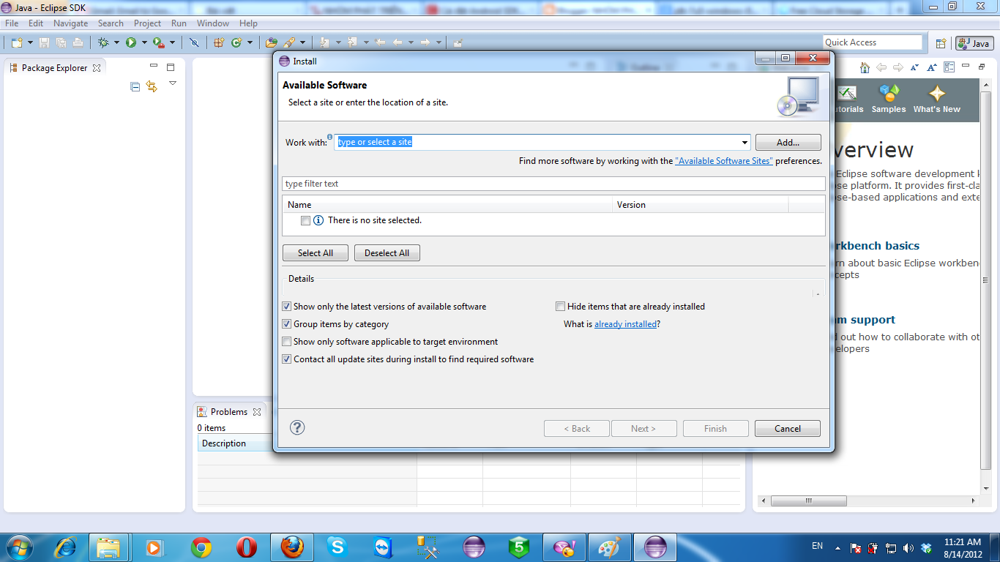 Java - Eclipse SDK
File Edit Navigate Search Project Run Window Help
Quick Access
Java
Package Explorer
Install
Available Software
Select a site or enter the location of a site.
Work with: type or select a site Add...
Find more software by working with the "Available Software Sites" preferences.
type filter text
Name Version
There is no site selected.
Select All Deselect All
Details
Show only the latest versions of available software Hide items that are already installed
Group items by category What is already installed?
Show only software applicable to target environment
Contact all update sites during install to find required software
< Back Next > Finish Cancel
Problems
0 items
Description
utorials Samples What's New
verview
Eclipse software development k
se platform. It provides first-cla
se-based applications and exte
rkbench basics
rn about basic Eclipse workben
cepts
am support
d out how to collaborate with ot
velopers
EN 11:21 AM
8/14/2012